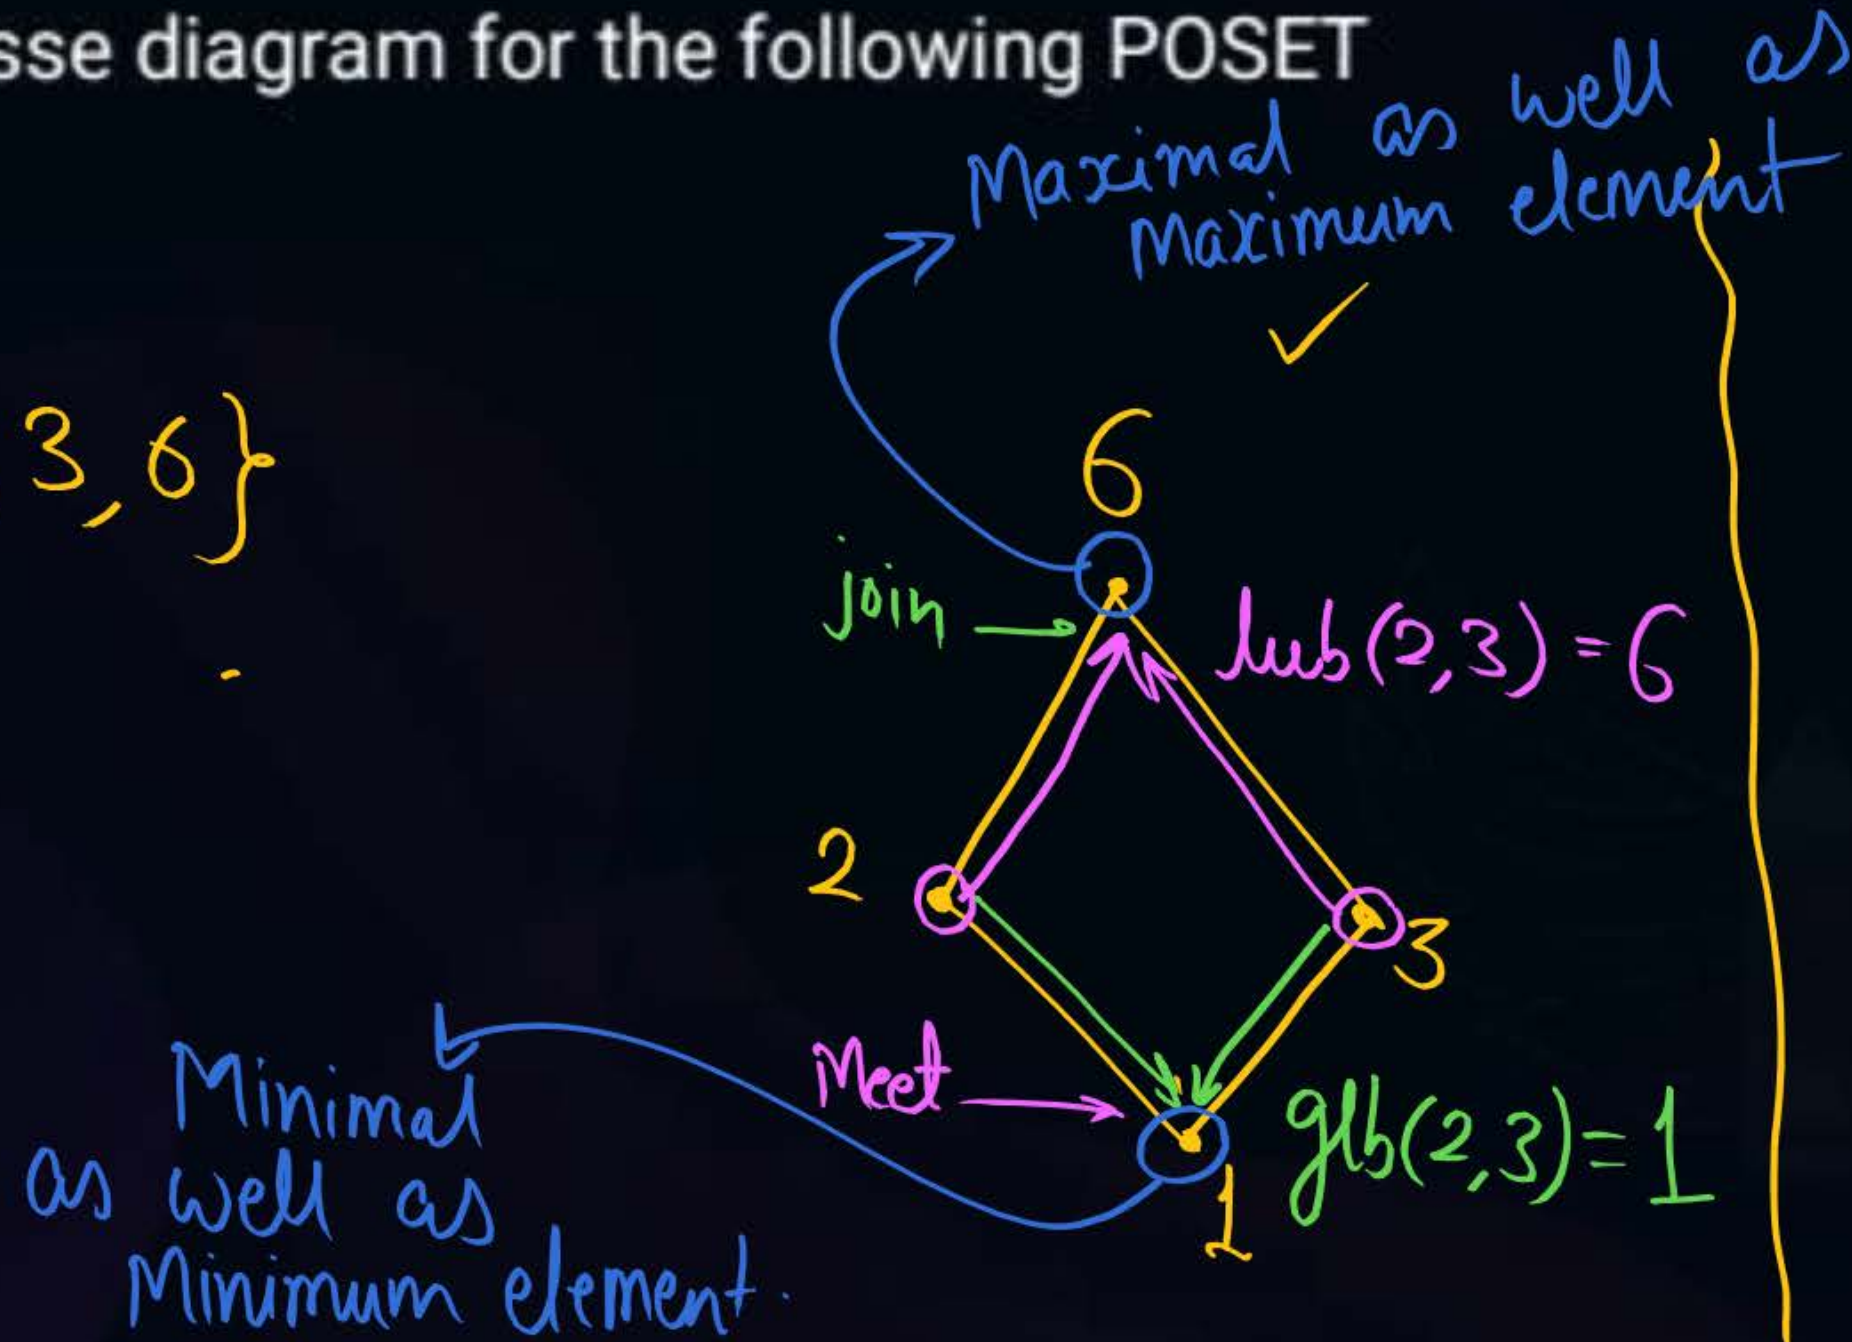 sse diagram for the following POSET
Maximal as well as
Maximum element
3, 6}
6
join
lub(2,3) = 6
2
3
Meet
glb(2,3) = 1
1
Minimal
as well as
Minimum element.